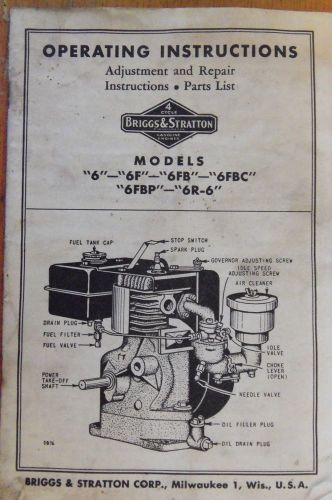 OPERATING INSTRUCTIONS
Adjustment and Repair
Instructions • Parts List
4
CYCLE
BRIGGS & STRATTON
GASOLINE
ENGINES
MODELS
"6"—"6F"—"6FB"—"6FBC"
"6FBP"—"6R-6"
FUEL TANK CAP
STOP SWITCH
SPARK PLUG
GOVERNOR ADJUSTING SCREW
IDLE SPEED
ADJUSTING SCREW
AIR CLEANER
DRAIN PLUG
FUEL FILTER
FUEL VALVE
IDLE
VALVE
CHOKE
LEVER
(OPEN)
POWER
TAKE-OFF
SHAFT
NEEDLE VALVE
OIL FILLER PLUG
OIL DRAIN PLUG
BRIGGS & STRATTON CORP., Milwaukee 1, Wis., U.S.A.